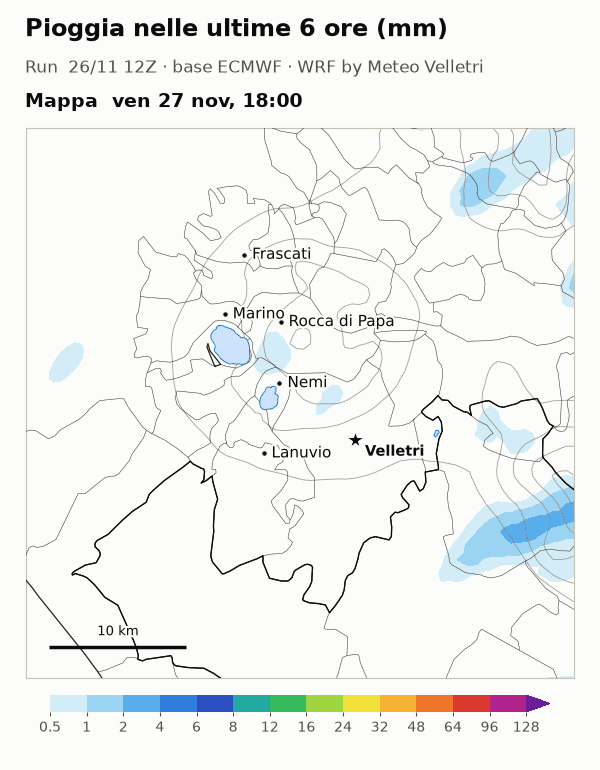 Pioggia nelle ultime 6 ore (mm)
Run  26/11 12Z · base ECMWF · WRF by Meteo Velletri
Mappa  ven 27 nov, 18:00
Frascati
Marino
Rocca di Papa
Nemi
Velletri
Lanuvio
10 km
0.5 1 2 4 6 8 12 16 24 32 48 64 96 128